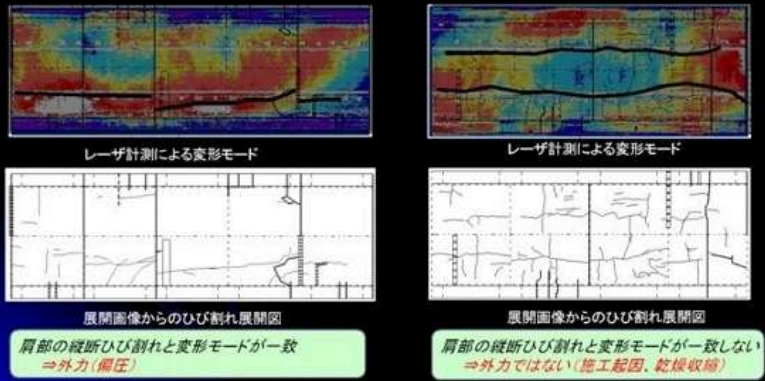 レーザ計測による変形モード
展開画像からのひび割れ展開図
肩部の縦断ひび割れと変形モードが一致
⇒外力(偏圧)
レーザ計測による変形モード
展開画像からのひび割れ展開図
肩部の縦断ひび割れと変形モードが一致しない
⇒外力ではない(施工起因、乾燥収縮)